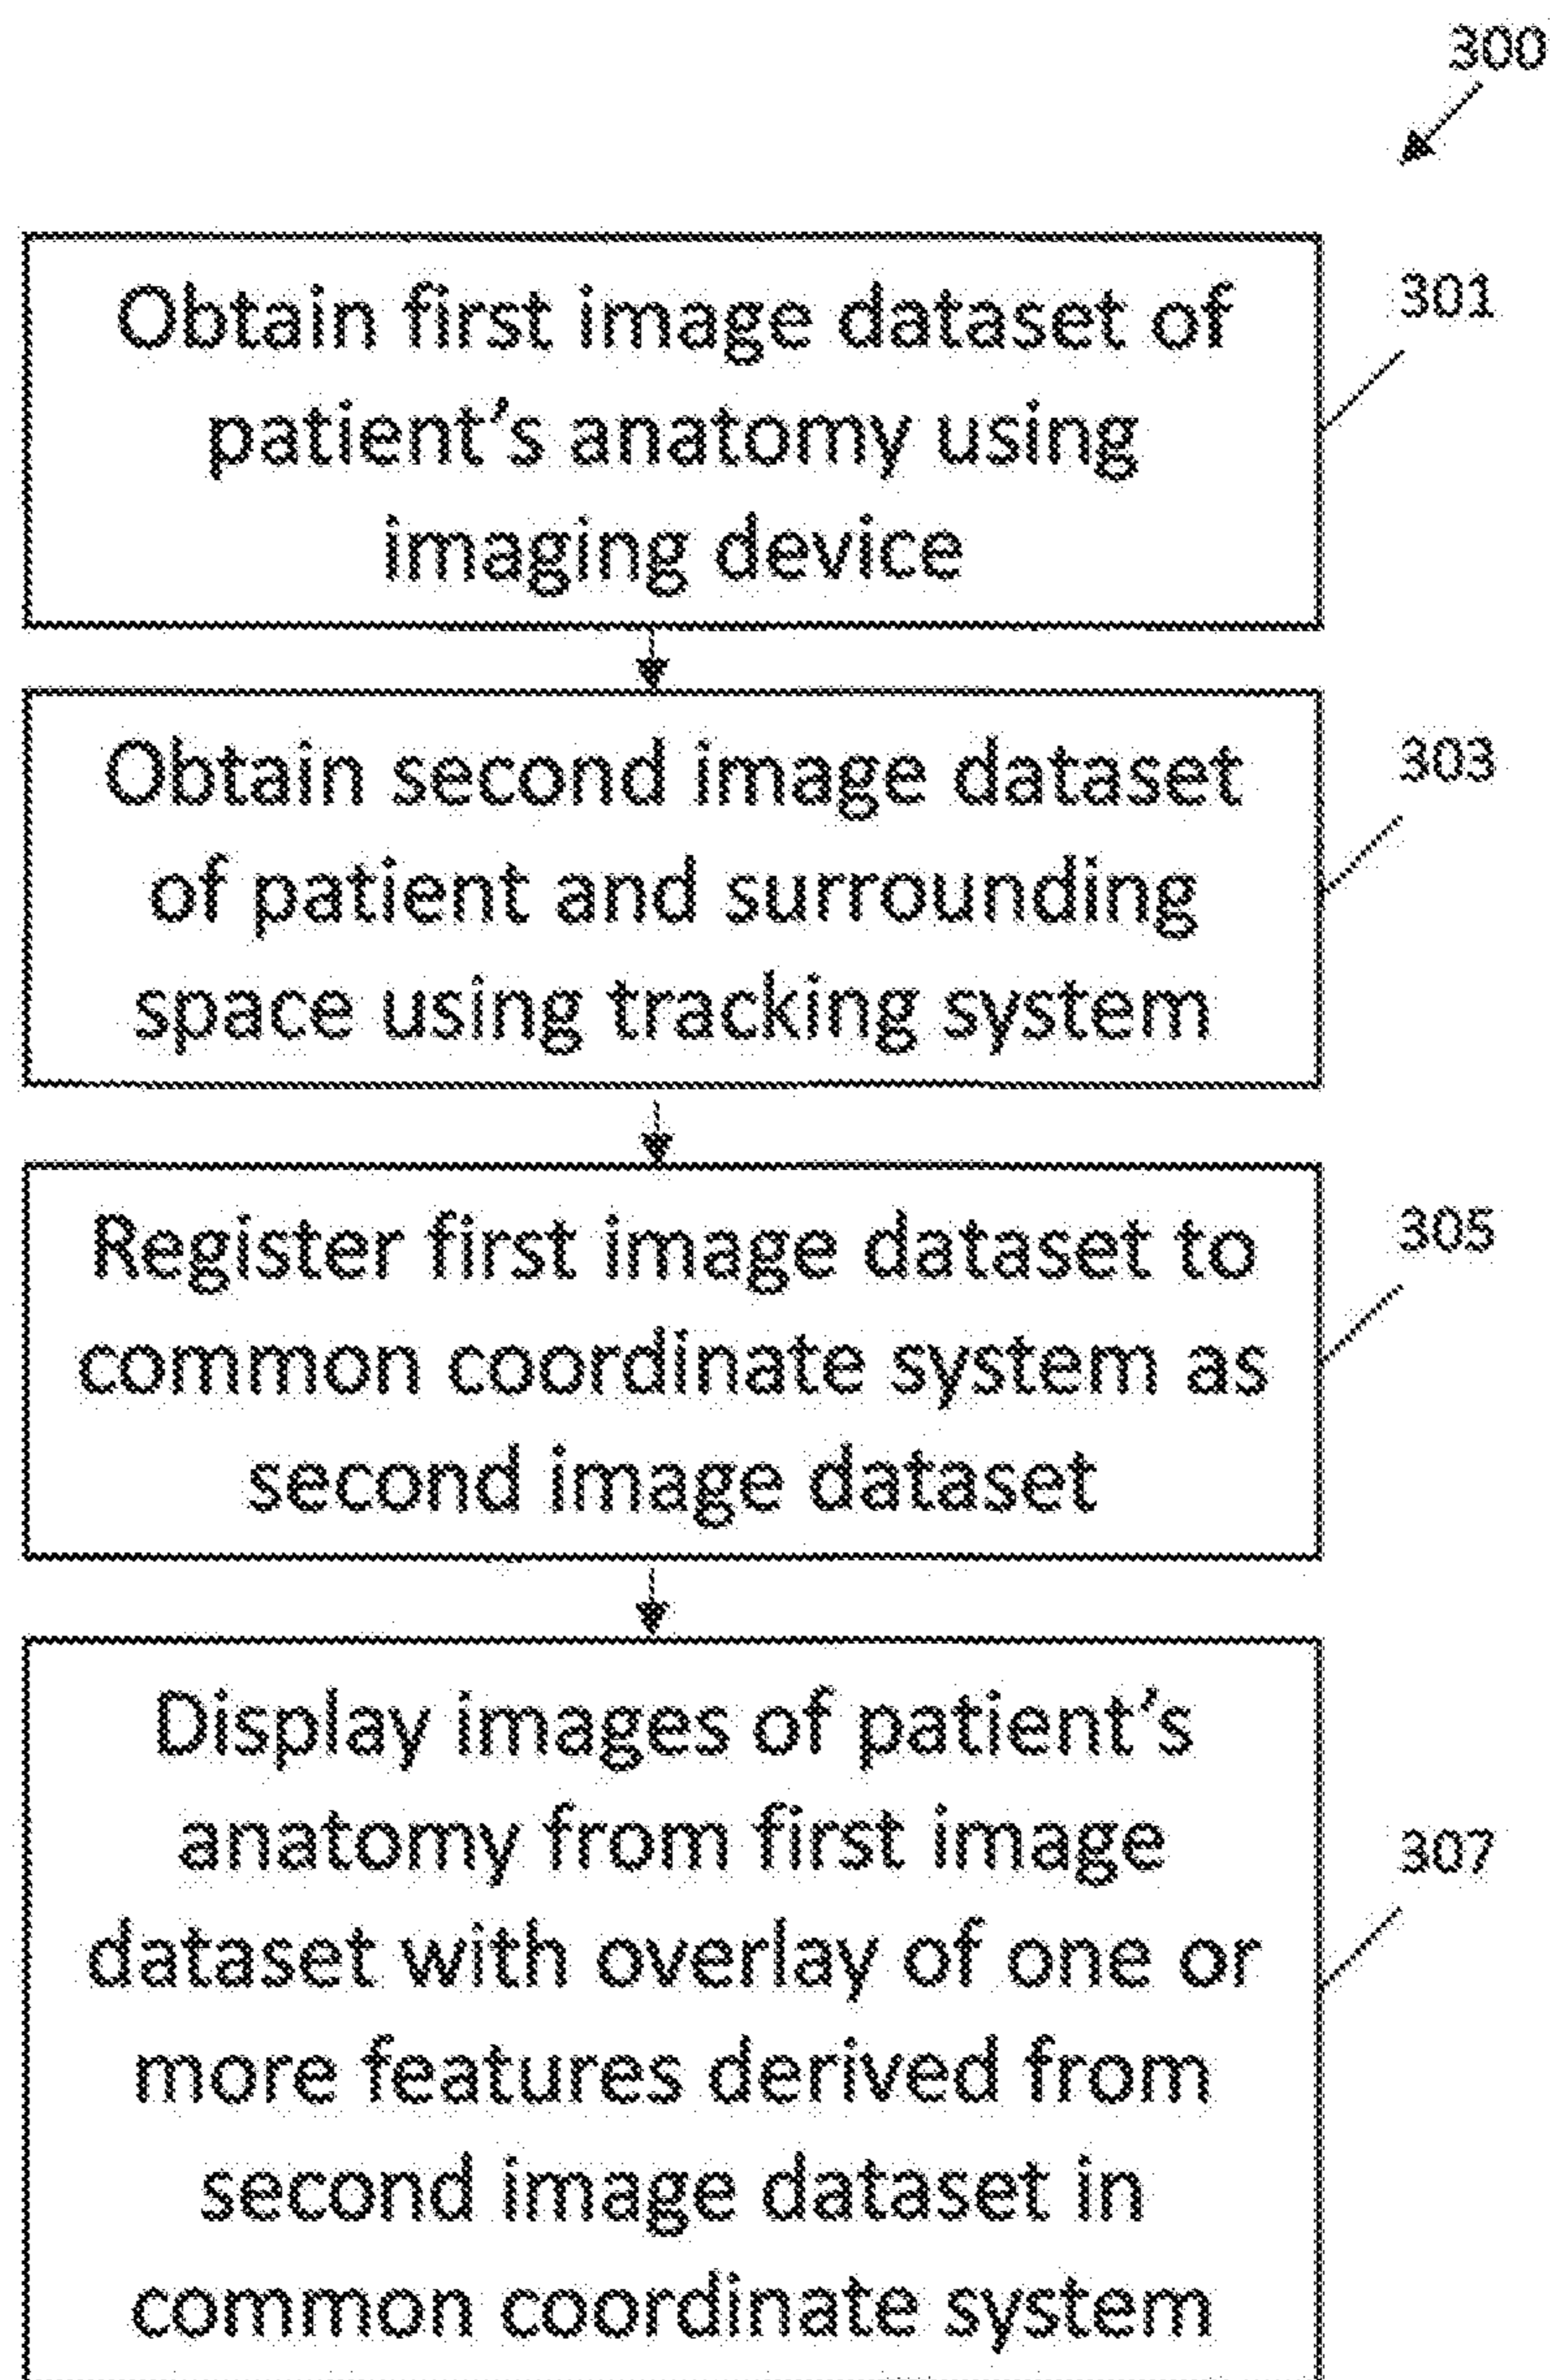 300
Obtain first image dataset of
patient's anatomy using
imaging device
301
Obtain second image dataset
of patient and surrounding
space using tracking system
303
Register first image dataset to
common coordinate system as
second image dataset
305
Display images of patient's
anatomy from first image
dataset with overlay of one or
more features derived from
second image dataset in
common coordinate system
307